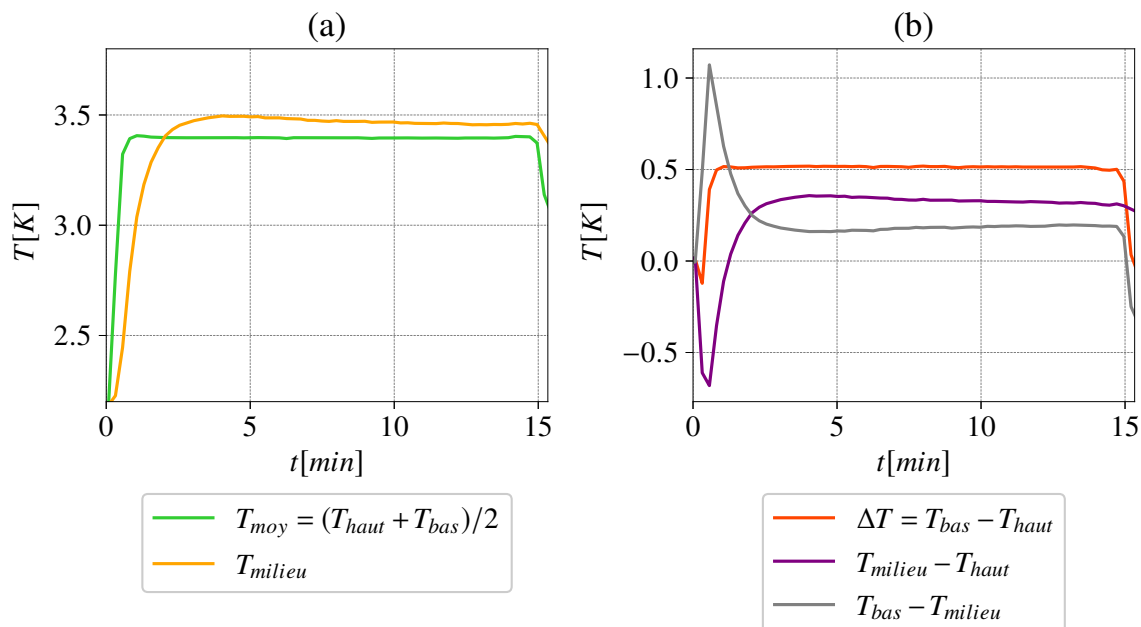 (a)
3.5
3.0
2.5
T[K]
0
5
10
15
t[min]
T_moy = (T_haut + T_bas)/2
T_milieu
(b)
1.0
0.5
0.0
−0.5
T[K]
0
5
10
15
t[min]
ΔT = T_bas − T_haut
T_milieu − T_haut
T_bas − T_milieu